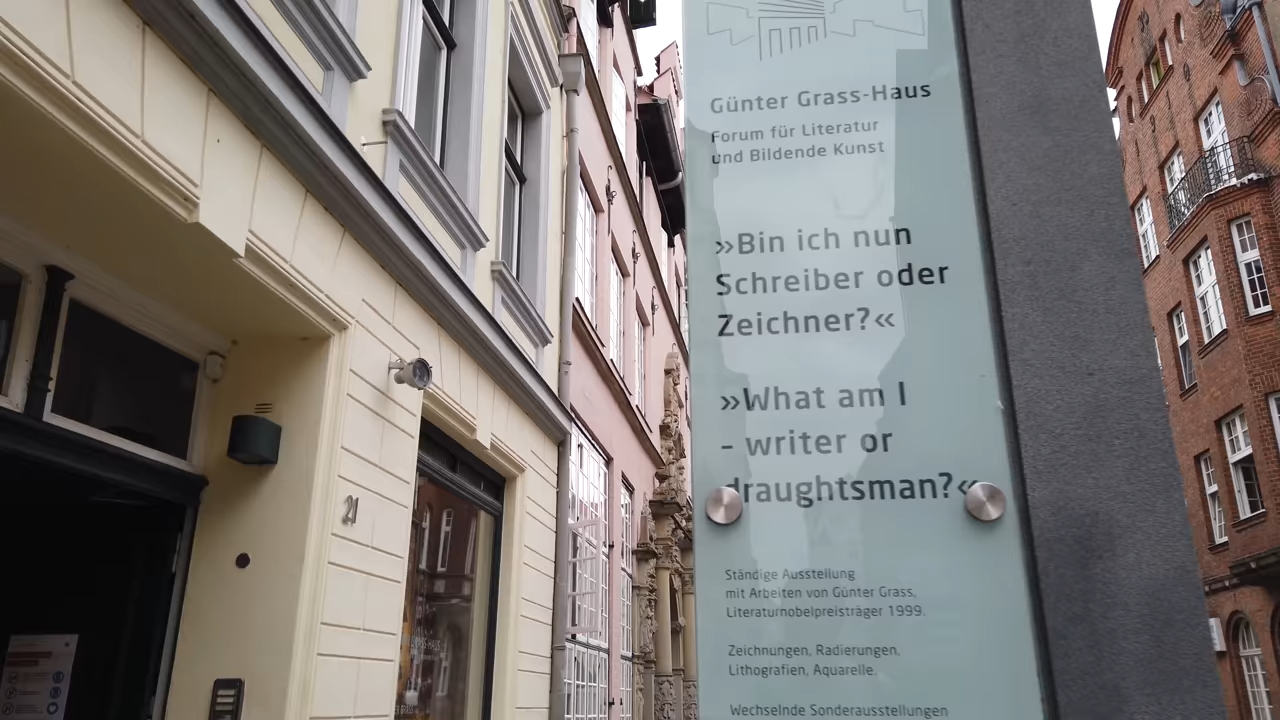 Günter Grass-Haus
Forum für Literatur
und Bildende Kunst
»Bin ich nun
Schreiber oder
Zeichner?«
»What am I
– writer or
draughtsman?«
Ständige Ausstellung
mit Arbeiten von Günter Grass,
Literaturnobelpreisträger 1999.
Zeichnungen, Radierungen,
Lithografien, Aquarelle.
Wechselnde Sonderausstellungen
21